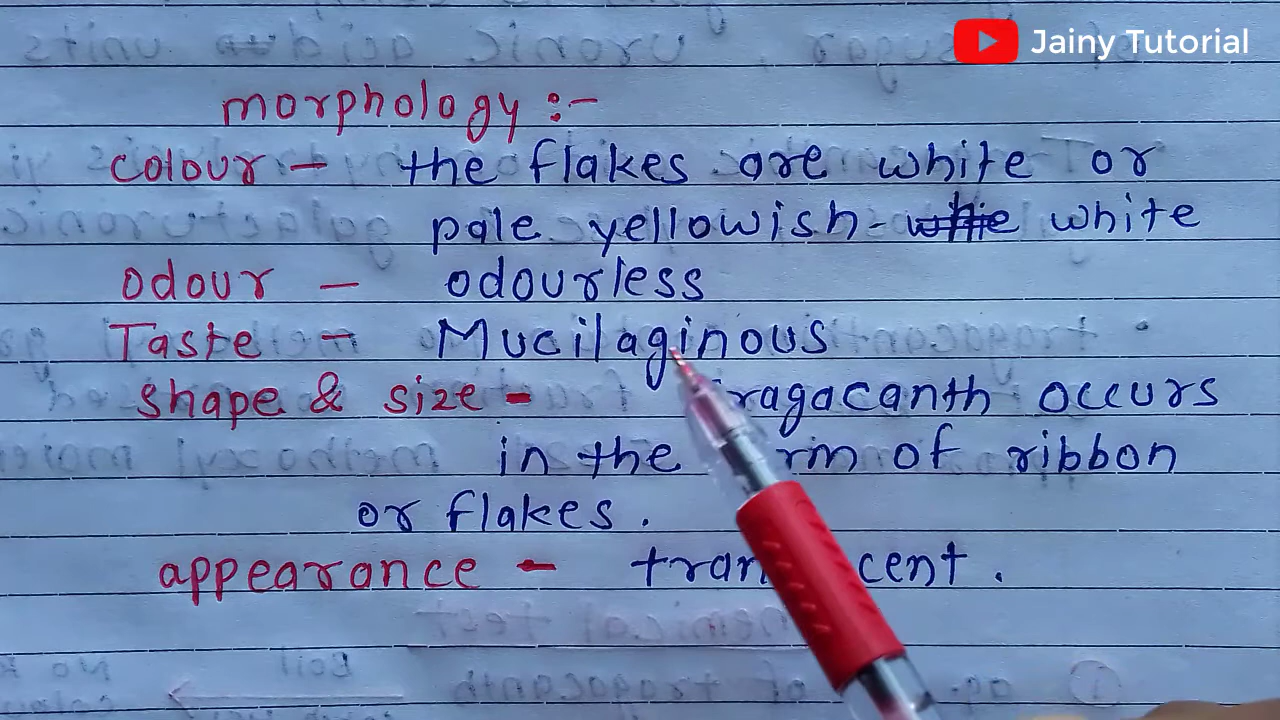 Jainy Tutorial
morphology :-
colour - the flakes are white or
pale yellowish- white
odour - odourless
Taste - Mucilaginous
shape & size - ragacanth occurs
in the rm of ribbon
or flakes.
appearance - tran cent.